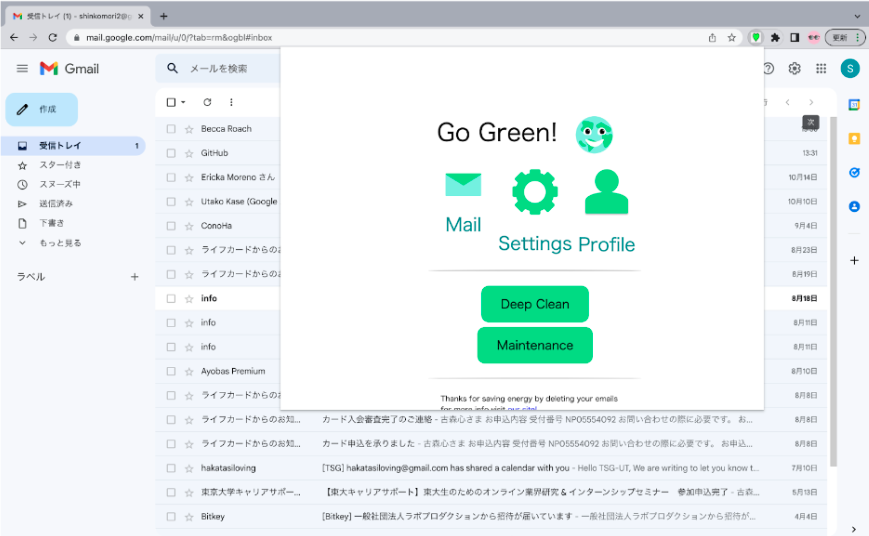 受信トレイ (1) - shinkomori2@g
mail.google.com/mail/u/0/?tab=rm&ogbl#inbox
更新
Gmail
メールを検索
S
作成
受信トレイ 1
スター付き
スヌーズ中
送信済み
下書き
もっと見る
ラベル
次
Becca Roach
GitHub 13:31
Ericka Moreno さん 10月14日
Utako Kase (Google 10月10日
ConoHa 9月4日
ライフカードからのお 8月23日
ライフカードからのお 8月19日
info 8月18日
info 8月11日
info 8月11日
Ayobas Premium 8月10日
ライフカードからのお 8月8日
Go Green!
Mail
Settings
Profile
Deep Clean
Maintenance
Thanks for saving energy by deleting your emails
for more info visit our site!
ライフカードからのお知... カード入会審査完了のご連絡 - 古森心さま お申込内容 受付番号 NP05554092 お問い合わせの際に必要です。 お... 8月8日
ライフカードからのお知... カード申込を承りました - 古森心さま お申込内容 受付番号 NP05554092 お問い合わせの際に必要です。 お申込... 8月8日
hakatasiloving [TSG] hakatasiloving@gmail.com has shared a calendar with you - Hello TSG-UT, We are writing to let you know t... 7月10日
東京大学キャリアサポー... 【東大キャリアサポート】東大生のためのオンライン業界研究 & インターンシップセミナー 参加申込完了 - 古森... 5月13日
Bitkey [Bitkey] 一般社団法人ラボプロダクションから招待が届いています - 一般社団法人ラボプロダクションから招待が... 4月4日